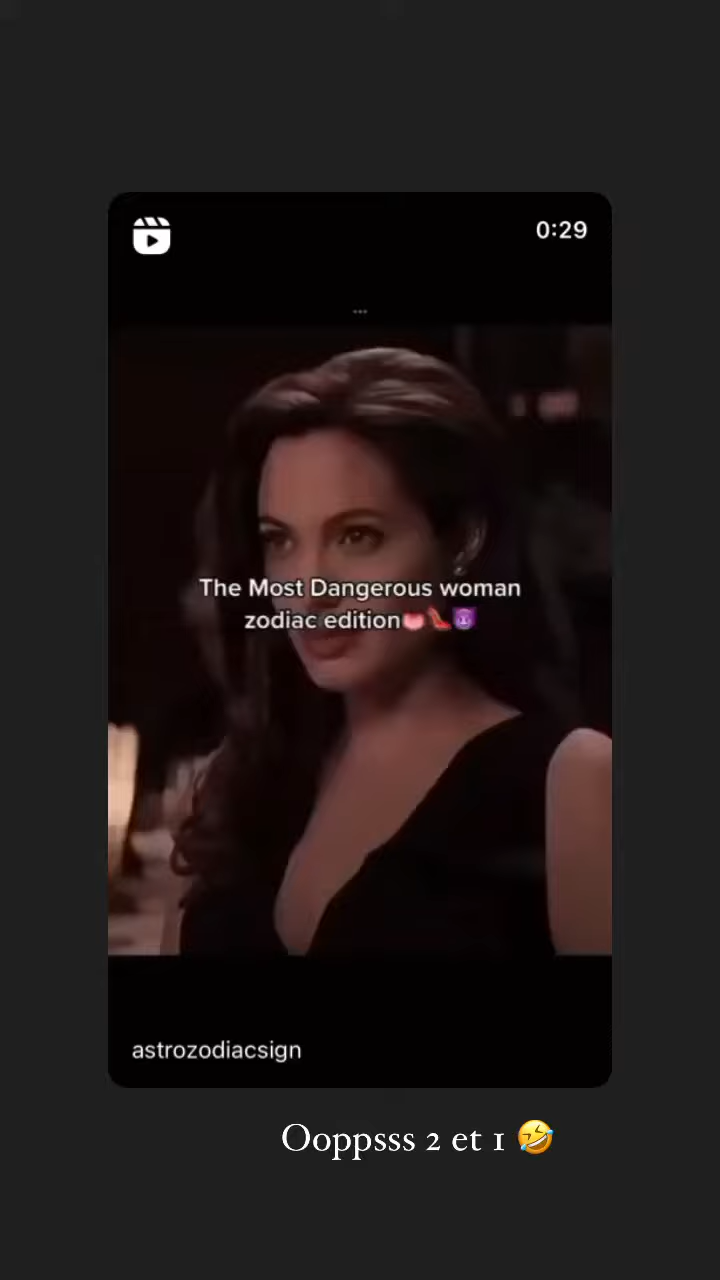 0:29
The Most Dangerous woman
zodiac edition🍑👠😈
astrozodiacsign
Ooppsss 2 et 1 🤣